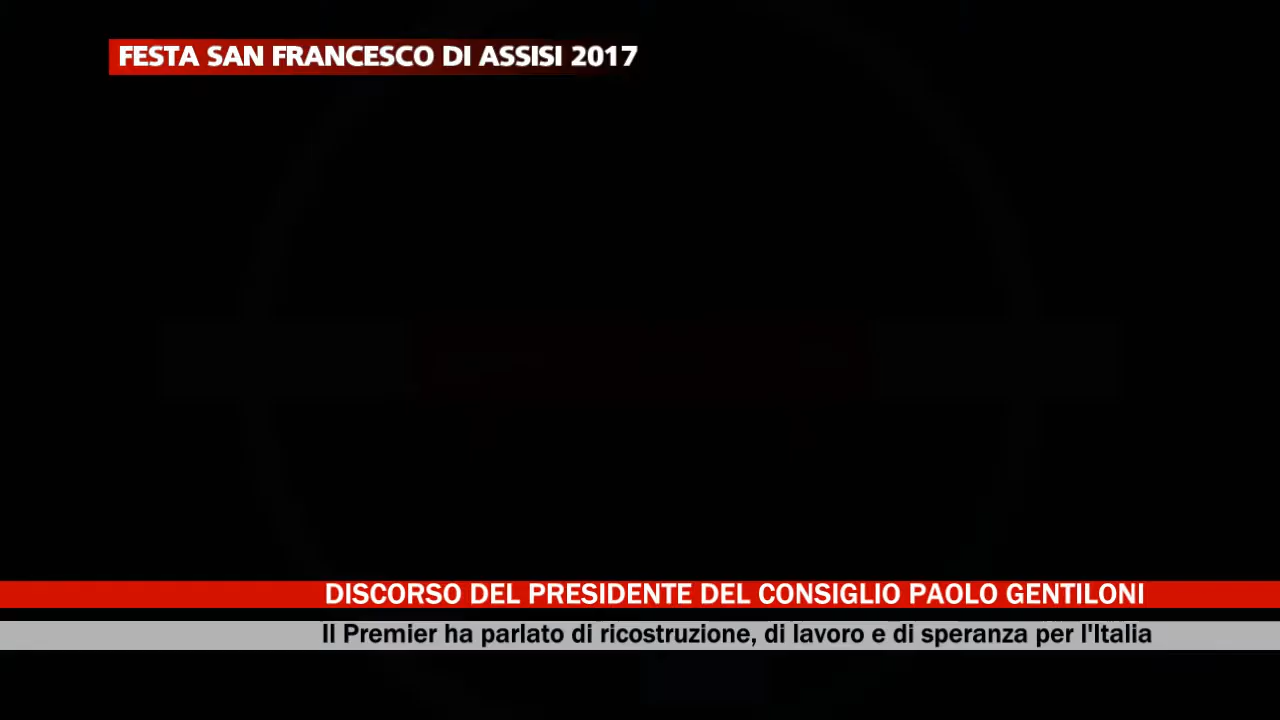 FESTA SAN FRANCESCO DI ASSISI 2017
DISCORSO DEL PRESIDENTE DEL CONSIGLIO PAOLO GENTILONI
Il Premier ha parlato di ricostruzione, di lavoro e di speranza per l'Italia